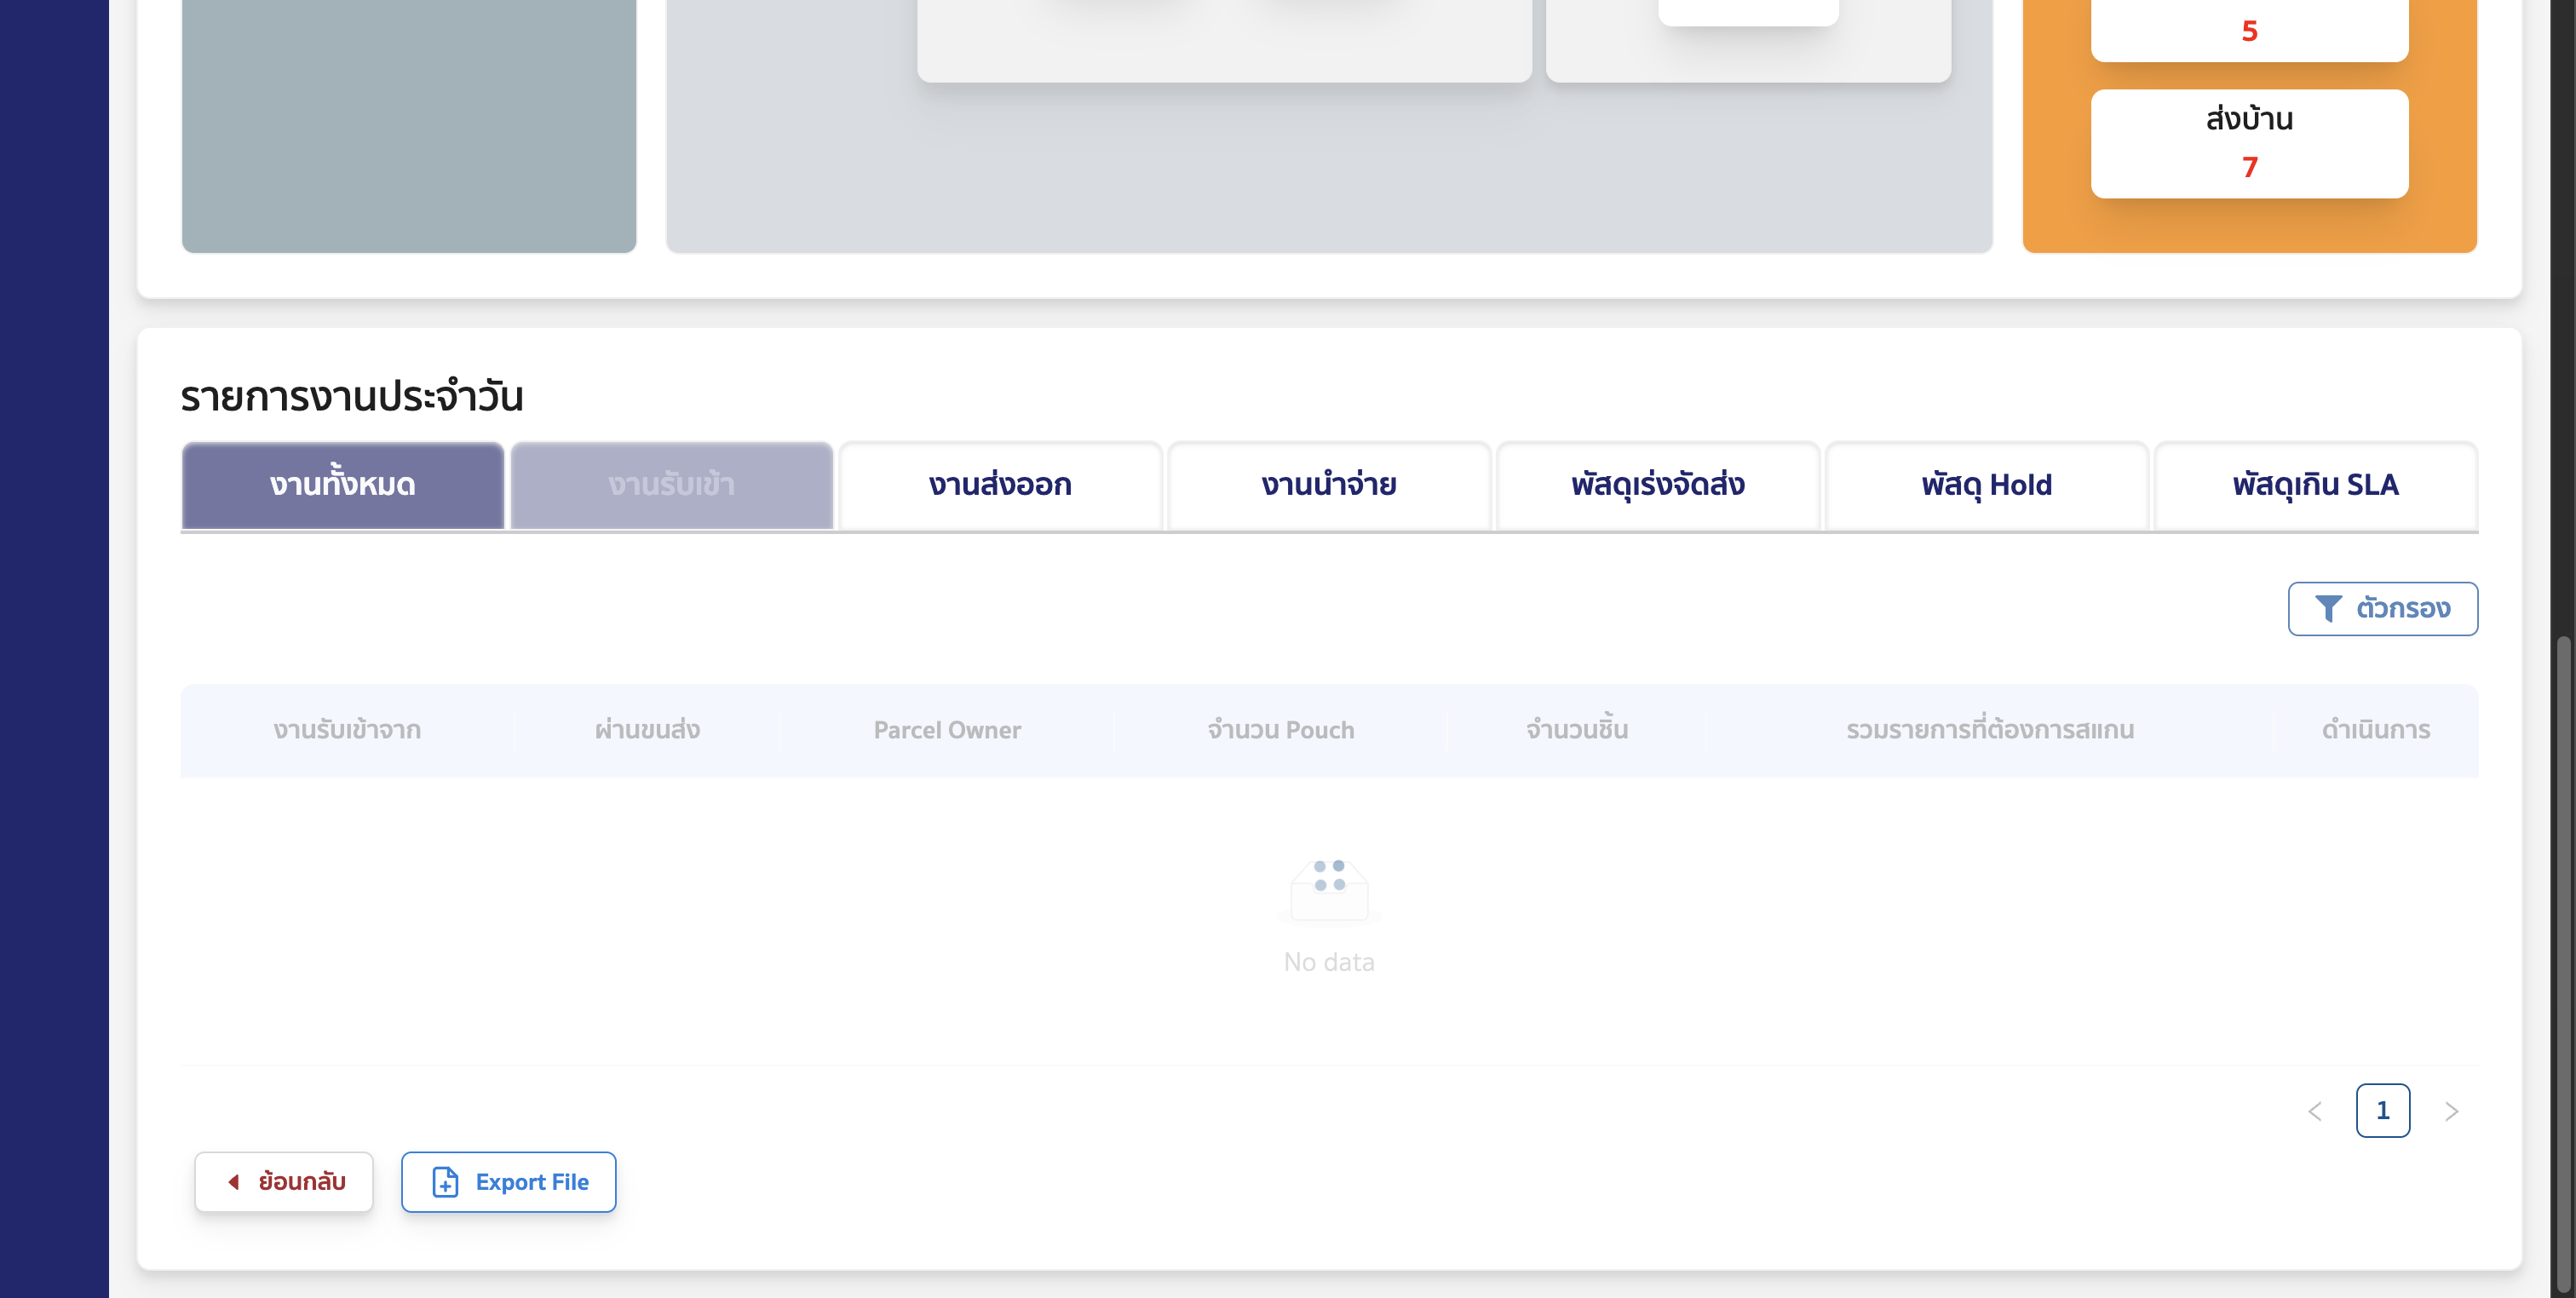 5
ส่งบ้าน
7
รายการงานประจำวัน
งานทั้งหมด งานรับเข้า งานส่งออก งานนำจ่าย พัสดุเร่งจัดส่ง พัสดุ Hold พัสดุเกิน SLA
ตัวกรอง
งานรับเข้าจาก ผ่านขนส่ง Parcel Owner จำนวน Pouch จำนวนชิ้น รวมรายการที่ต้องการสแกน ดำเนินการ
No data
1
ย้อนกลับ Export File